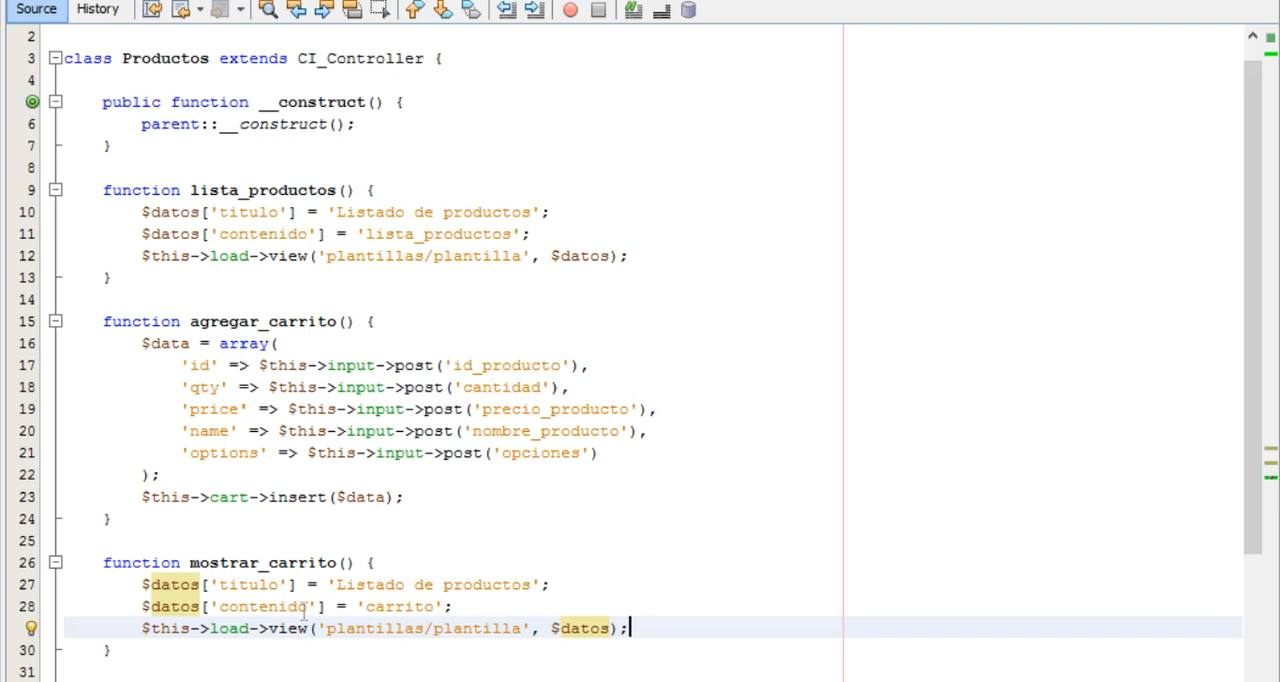 Source History
2
3 class Productos extends CI_Controller {
4
public function __construct() {
6 parent::__construct();
7 }
8
9 function lista_productos() {
10 $datos['titulo'] = 'Listado de productos';
11 $datos['contenido'] = 'lista_productos';
12 $this->load->view('plantillas/plantilla', $datos);
13 }
14
15 function agregar_carrito() {
16 $data = array(
17 'id' => $this->input->post('id_producto'),
18 'qty' => $this->input->post('cantidad'),
19 'price' => $this->input->post('precio_producto'),
20 'name' => $this->input->post('nombre_producto'),
21 'options' => $this->input->post('opciones')
22 );
23 $this->cart->insert($data);
24 }
25
26 function mostrar_carrito() {
27 $datos['titulo'] = 'Listado de productos';
28 $datos['contenido'] = 'carrito';
$this->load->view('plantillas/plantilla', $datos);
30 }
31